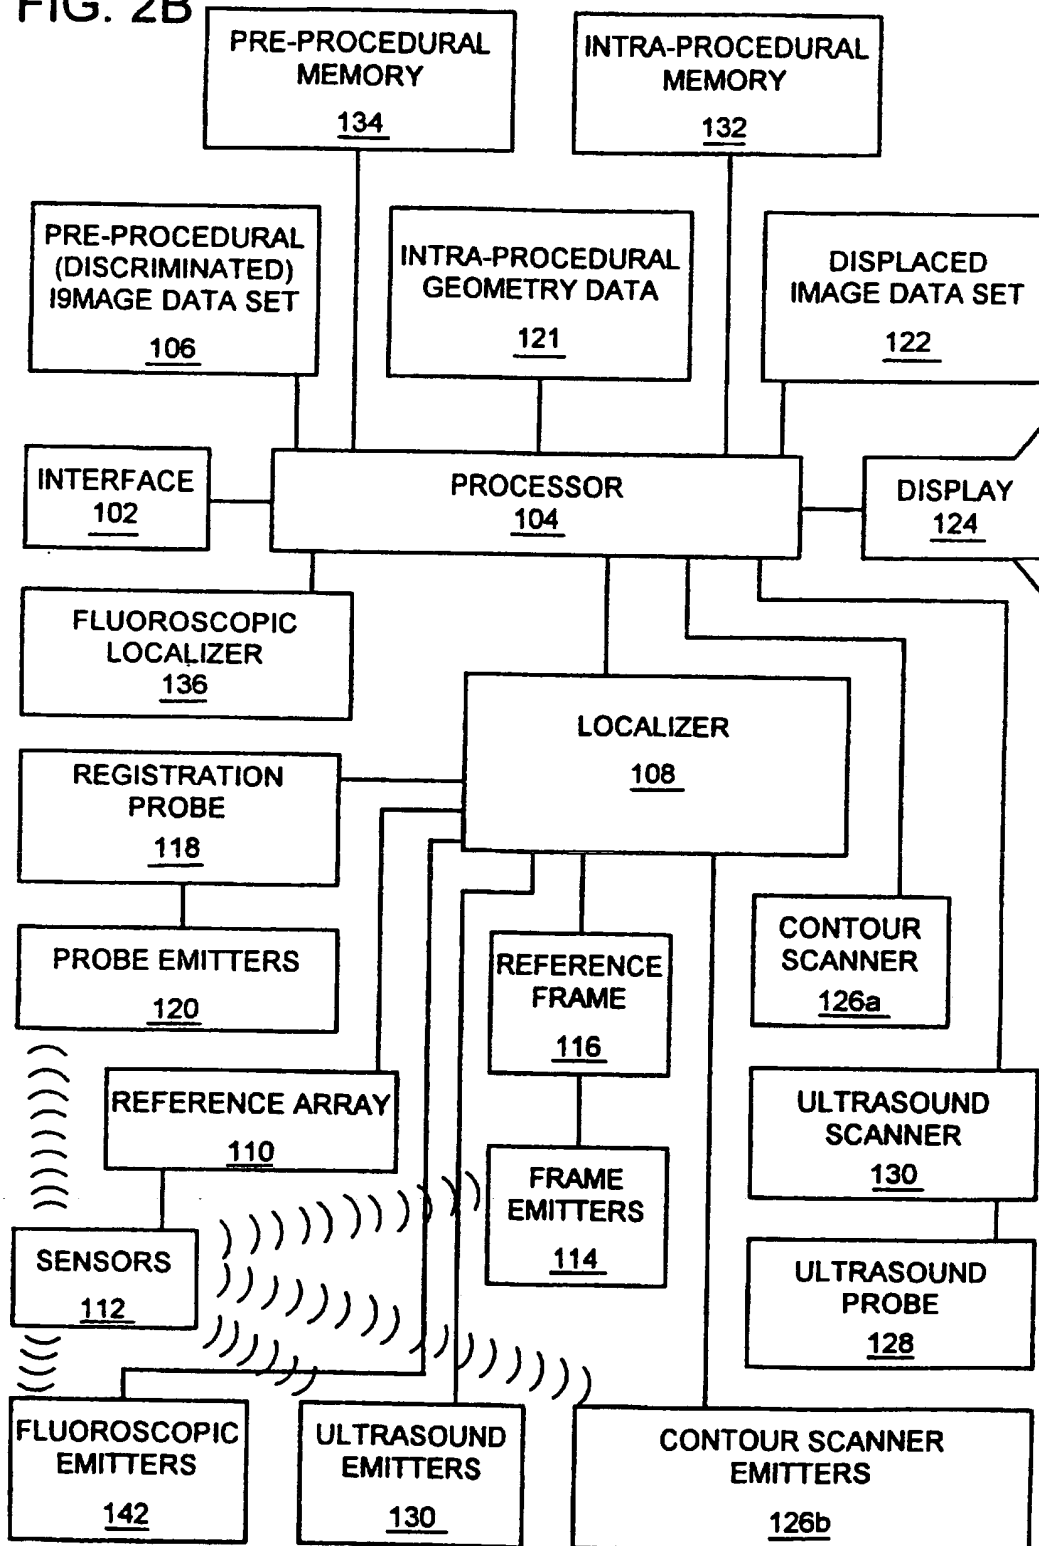 FIG. 2B
PRE-PROCEDURAL
MEMORY
134
INTRA-PROCEDURAL
MEMORY
132
PRE-PROCEDURAL
(DISCRIMINATED)
I9MAGE DATA SET
106
INTRA-PROCEDURAL
GEOMETRY DATA
121
DISPLACED
IMAGE DATA SET
122
INTERFACE
102
PROCESSOR
104
DISPLAY
124
FLUOROSCOPIC
LOCALIZER
136
LOCALIZER
108
REGISTRATION
PROBE
118
PROBE EMITTERS
120
REFERENCE
FRAME
116
CONTOUR
SCANNER
126a
REFERENCE ARRAY
110
ULTRASOUND
SCANNER
130
FRAME
EMITTERS
114
SENSORS
112
ULTRASOUND
PROBE
128
FLUOROSCOPIC
EMITTERS
142
ULTRASOUND
EMITTERS
130
CONTOUR SCANNER
EMITTERS
126b